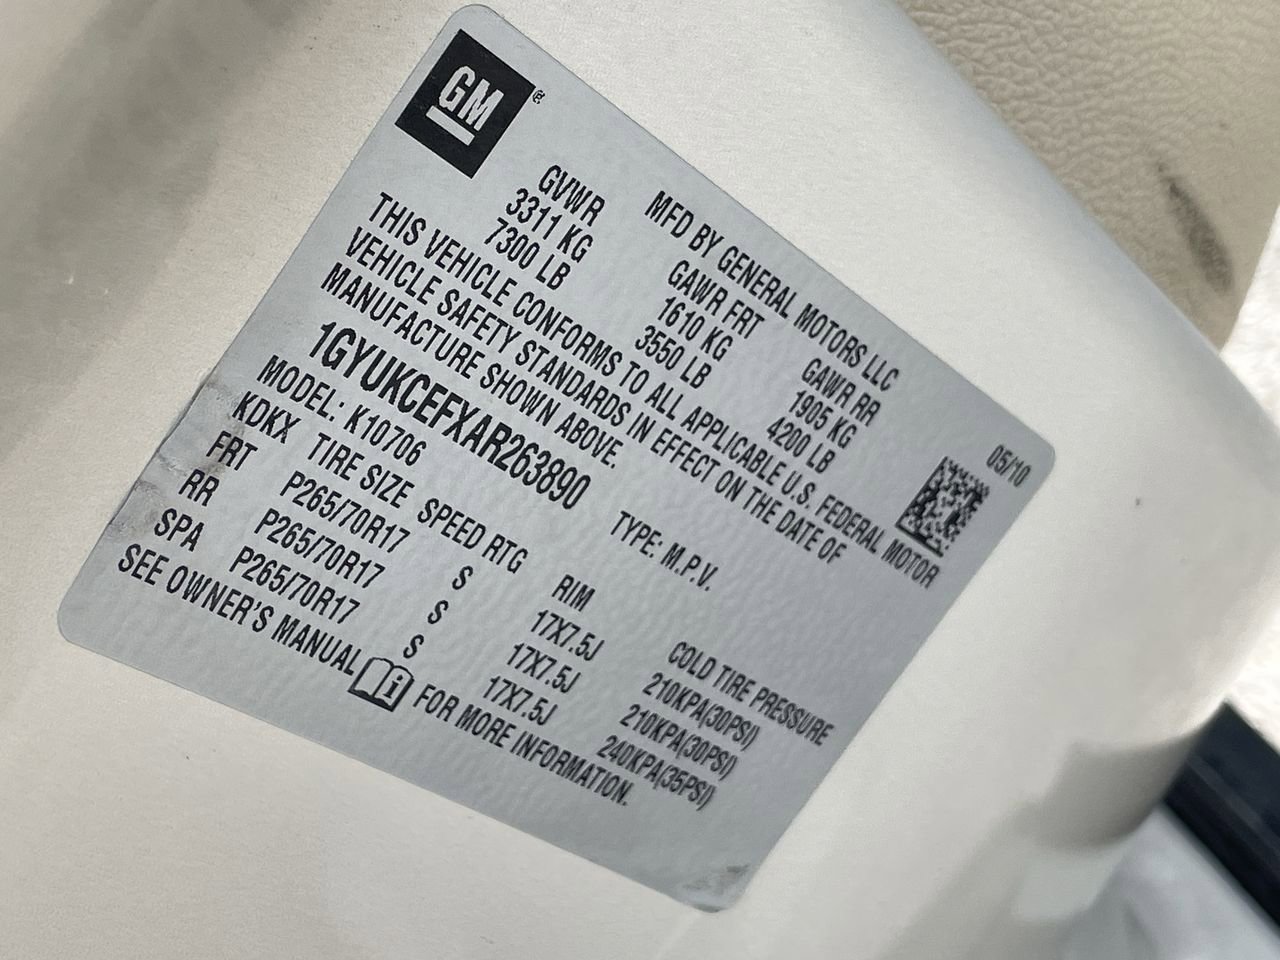 GM
MFD BY GENERAL MOTORS LLC 05/10
GVWR GAWR FRT GAWR RR
3311 KG 1610 KG 1905 KG
7300 LB 3550 LB 4200 LB
THIS VEHICLE CONFORMS TO ALL APPLICABLE U.S. FEDERAL MOTOR
VEHICLE SAFETY STANDARDS IN EFFECT ON THE DATE OF
MANUFACTURE SHOWN ABOVE.
1GYUKCEFXAR263890 TYPE: M.P.V.
MODEL: K10706
KDKX TIRE SIZE SPEED RTG RIM COLD TIRE PRESSURE
FRT P265/70R17 S 17X7.5J 210KPA(30PSI)
RR P265/70R17 S 17X7.5J 210KPA(30PSI)
SPA P265/70R17 S 17X7.5J 240KPA(35PSI)
SEE OWNER'S MANUAL FOR MORE INFORMATION.